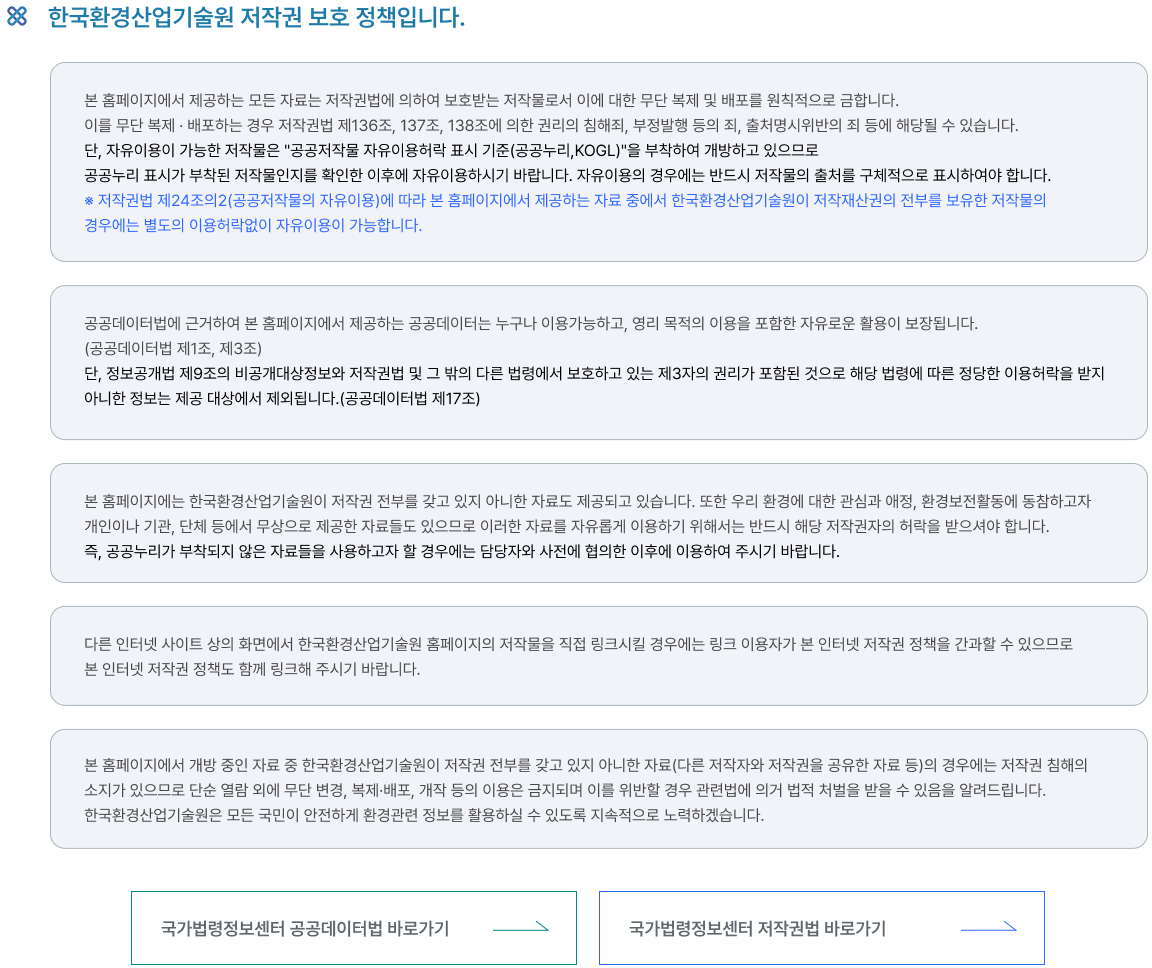 한국환경산업기술원 저작권 보호 정책입니다.
본 홈페이지에서 제공하는 모든 자료는 저작권법에 의하여 보호받는 저작물로서 이에 대한 무단 복제 및 배포를 원칙적으로 금합니다.
이를 무단 복제 · 배포하는 경우 저작권법 제136조, 137조, 138조에 의한 권리의 침해죄, 부정발행 등의 죄, 출처명시위반의 죄 등에 해당될 수 있습니다.
단, 자유이용이 가능한 저작물은 "공공저작물 자유이용허락 표시 기준(공공누리,KOGL)"을 부착하여 개방하고 있으므로
공공누리 표시가 부착된 저작물인지를 확인한 이후에 자유이용하시기 바랍니다. 자유이용의 경우에는 반드시 저작물의 출처를 구체적으로 표시하여야 합니다.
※ 저작권법 제24조의2(공공저작물의 자유이용)에 따라 본 홈페이지에서 제공하는 자료 중에서 한국환경산업기술원이 저작재산권의 전부를 보유한 저작물의
경우에는 별도의 이용허락없이 자유이용이 가능합니다.
공공데이터법에 근거하여 본 홈페이지에서 제공하는 공공데이터는 누구나 이용가능하고, 영리 목적의 이용을 포함한 자유로운 활용이 보장됩니다.
(공공데이터법 제1조, 제3조)
단, 정보공개법 제9조의 비공개대상정보와 저작권법 및 그 밖의 다른 법령에서 보호하고 있는 제3자의 권리가 포함된 것으로 해당 법령에 따른 정당한 이용허락을 받지
아니한 정보는 제공 대상에서 제외됩니다.(공공데이터법 제17조)
본 홈페이지에는 한국환경산업기술원이 저작권 전부를 갖고 있지 아니한 자료도 제공되고 있습니다. 또한 우리 환경에 대한 관심과 애정, 환경보전활동에 동참하고자
개인이나 기관, 단체 등에서 무상으로 제공한 자료들도 있으므로 이러한 자료를 자유롭게 이용하기 위해서는 반드시 해당 저작권자의 허락을 받으셔야 합니다.
즉, 공공누리가 부착되지 않은 자료들을 사용하고자 할 경우에는 담당자와 사전에 협의한 이후에 이용하여 주시기 바랍니다.
다른 인터넷 사이트 상의 화면에서 한국환경산업기술원 홈페이지의 저작물을 직접 링크시킬 경우에는 링크 이용자가 본 인터넷 저작권 정책을 간과할 수 있으므로
본 인터넷 저작권 정책도 함께 링크해 주시기 바랍니다.
본 홈페이지에서 개방 중인 자료 중 한국환경산업기술원이 저작권 전부를 갖고 있지 아니한 자료(다른 저작자와 저작권을 공유한 자료 등)의 경우에는 저작권 침해의
소지가 있으므로 단순 열람 외에 무단 변경, 복제·배포, 개작 등의 이용은 금지되며 이를 위반할 경우 관련법에 의거 법적 처벌을 받을 수 있음을 알려드립니다.
한국환경산업기술원은 모든 국민이 안전하게 환경관련 정보를 활용하실 수 있도록 지속적으로 노력하겠습니다.
국가법령정보센터 공공데이터법 바로가기
국가법령정보센터 저작권법 바로가기